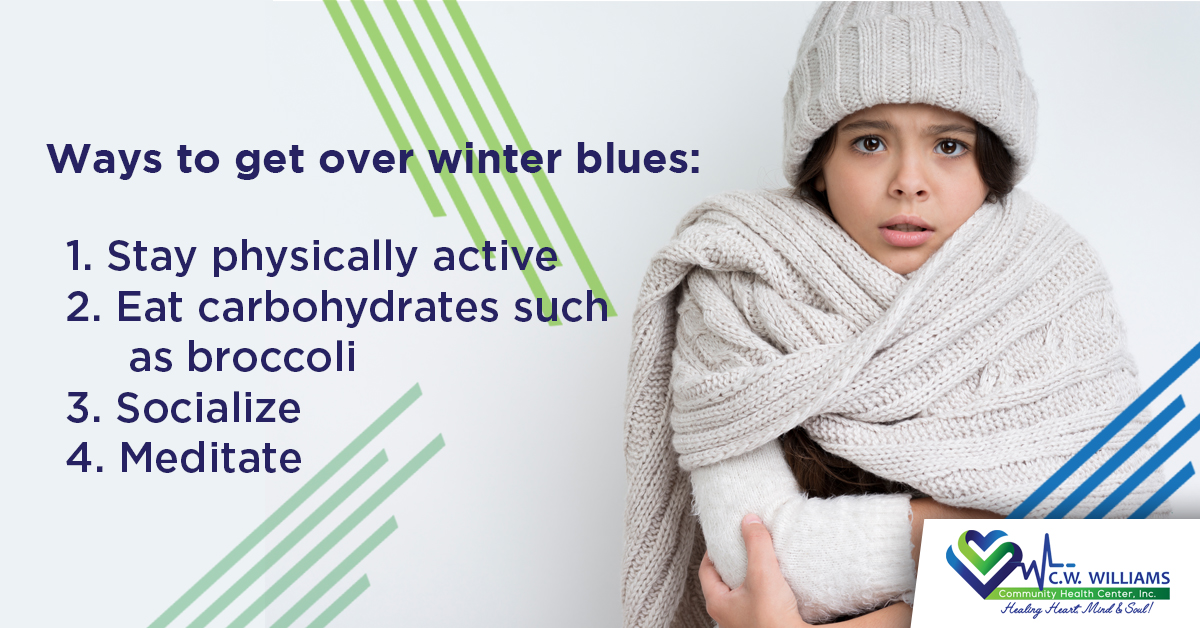 Ways to get over winter blues:
1. Stay physically active
2. Eat carbohydrates such
as broccoli
3. Socialize
4. Meditate
C.W. WILLIAMS
Community Health Center, Inc.
Healing Heart, Mind & Soul!